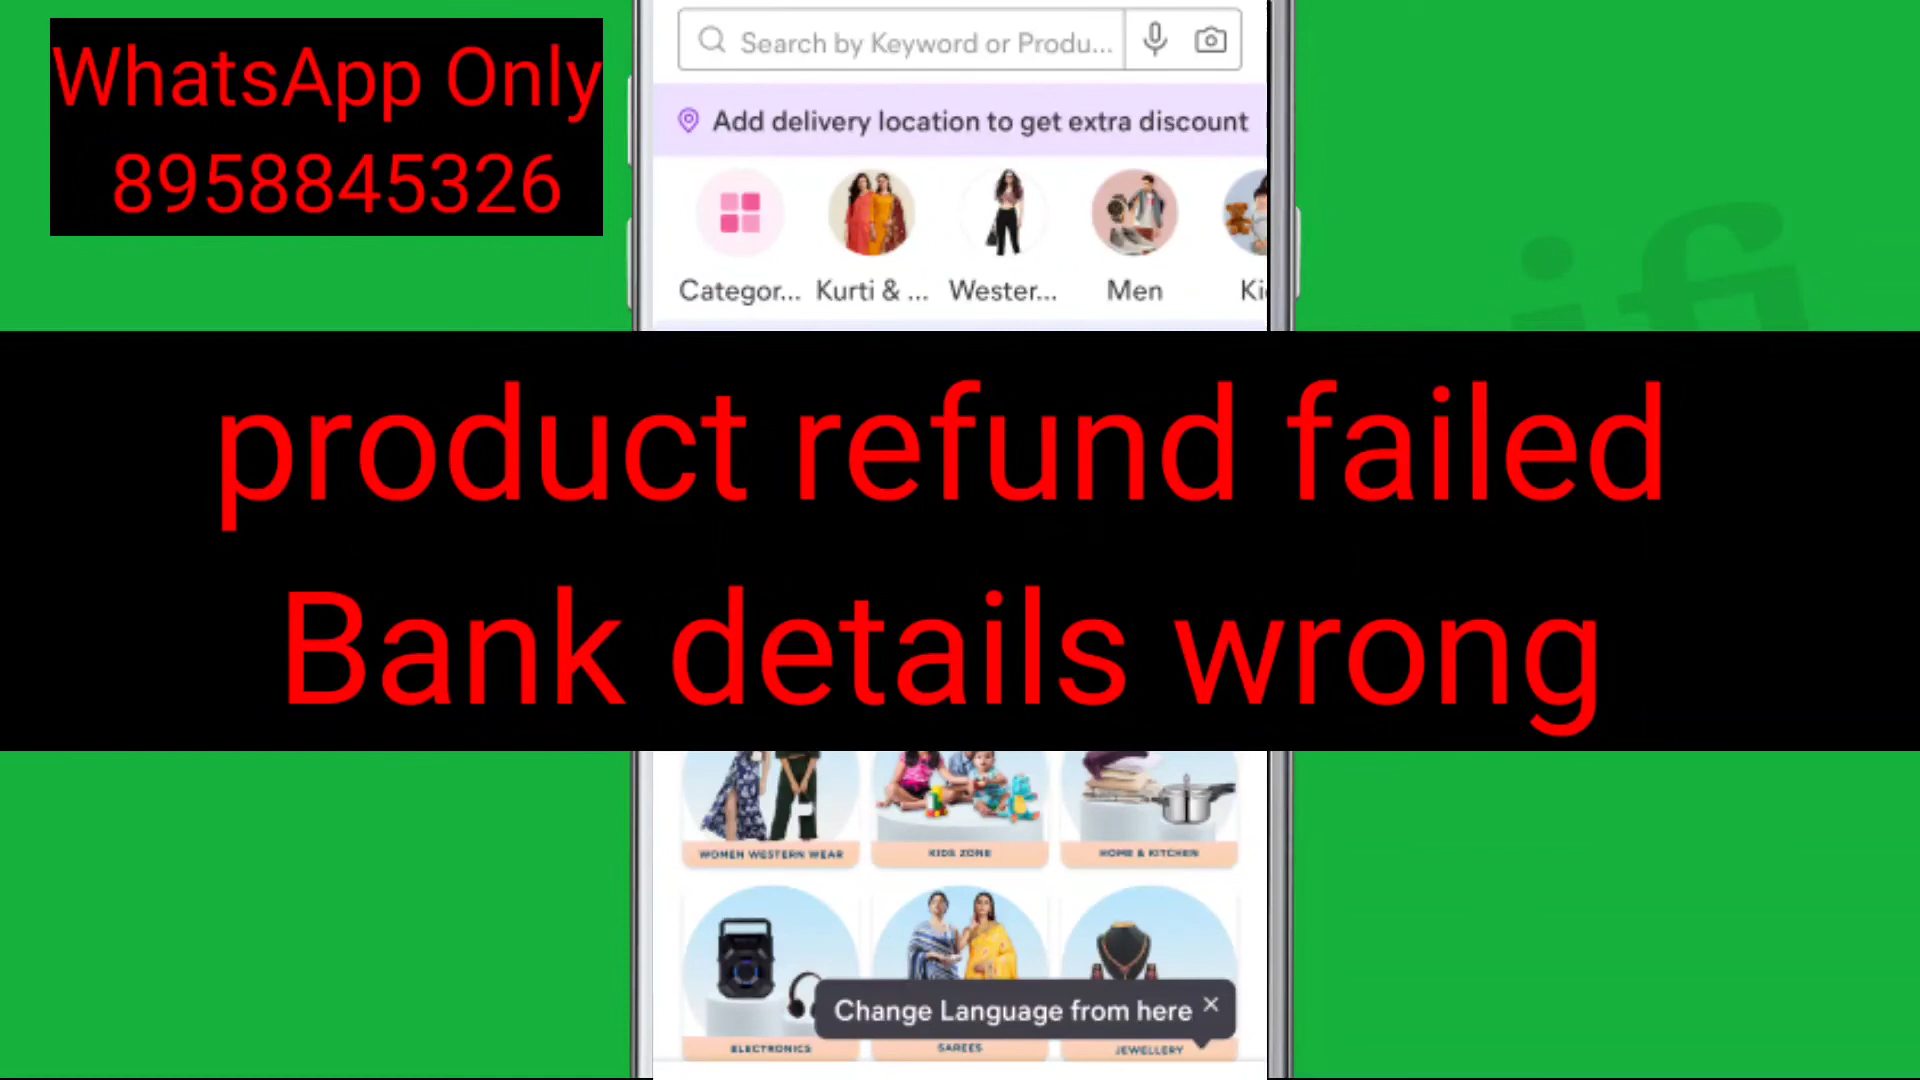 WhatsApp Only
8958845326
Search by Keyword or Produ...
Add delivery location to get extra discount
Categor...
Kurti & ...
Wester...
Men
product refund failed
Bank details wrong
WOMEN WESTERN WEAR
KIDS ZONE
HOME & KITCHEN
Change Language from here
ELECTRONICS
SAREES
JEWELLERY